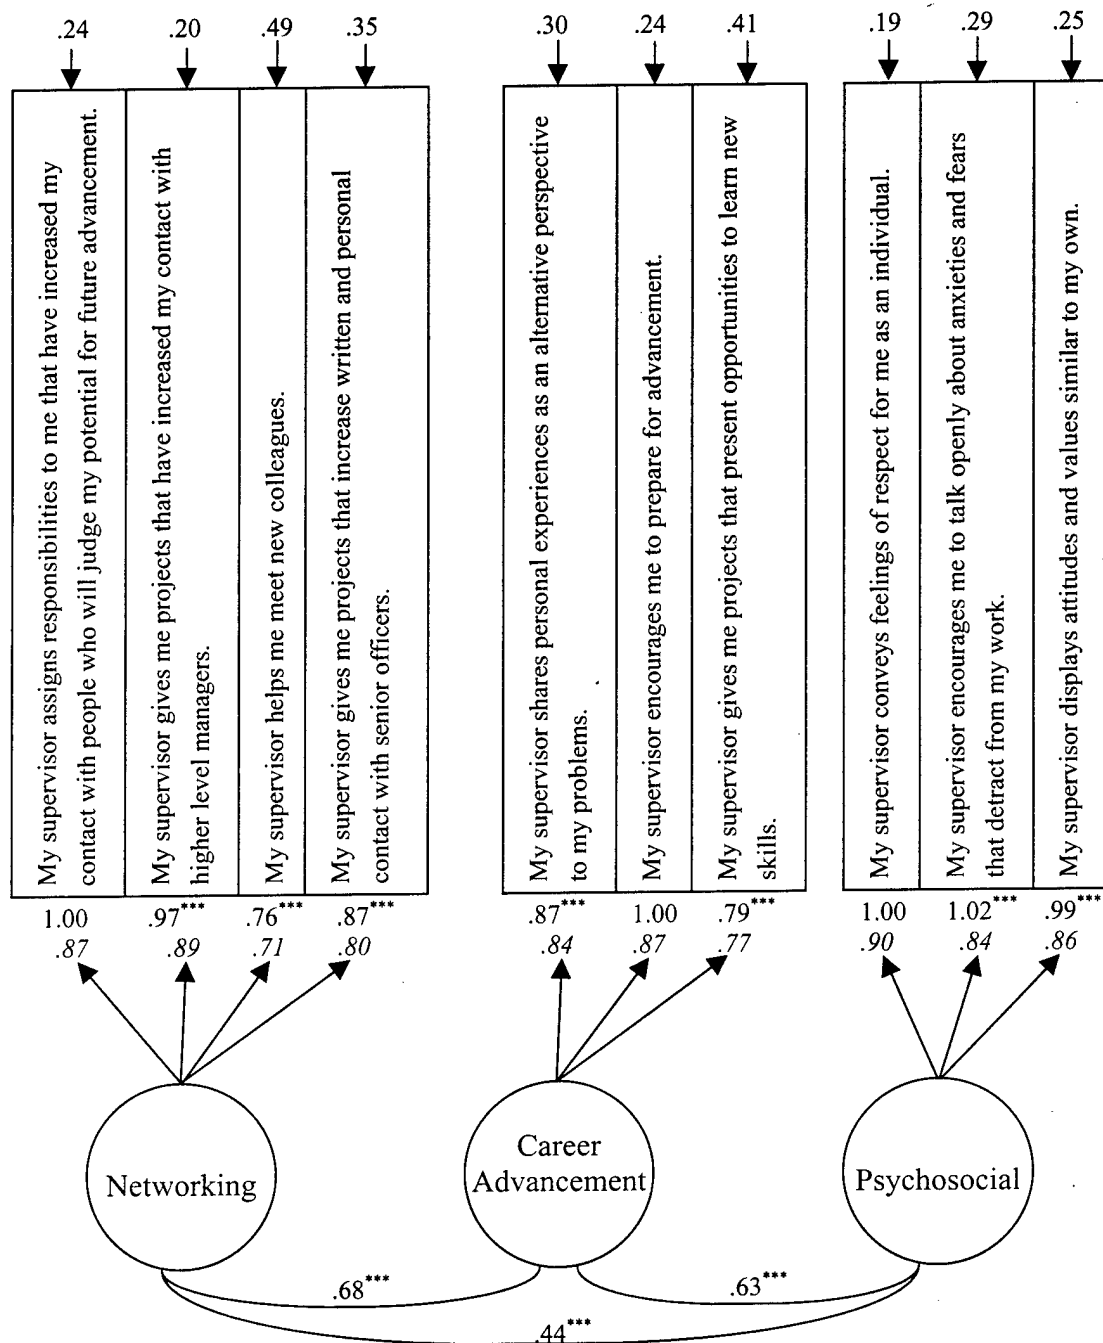 .24
.20
.49
.35
.30
.24
.41
.19
.29
.25
My supervisor assigns responsibilities to me that have increased my
contact with people who will judge my potential for future advancement.
My supervisor gives me projects that have increased my contact with
higher level managers.
My supervisor helps me meet new colleagues.
My supervisor gives me projects that increase written and personal
contact with senior officers.
My supervisor shares personal experiences as an alternative perspective
to my problems.
My supervisor encourages me to prepare for advancement.
My supervisor gives me projects that present opportunities to learn new
skills.
My supervisor conveys feelings of respect for me as an individual.
My supervisor encourages me to talk openly about anxieties and fears
that detract from my work.
My supervisor displays attitudes and values similar to my own.
1.00
.97***
.76***
.87***
.87***
1.00
.79***
1.00
1.02***
.99***
.87
.89
.71
.80
.84
.87
.77
.90
.84
.86
Networking
Career
Advancement
Psychosocial
.68***
.63***
.44***